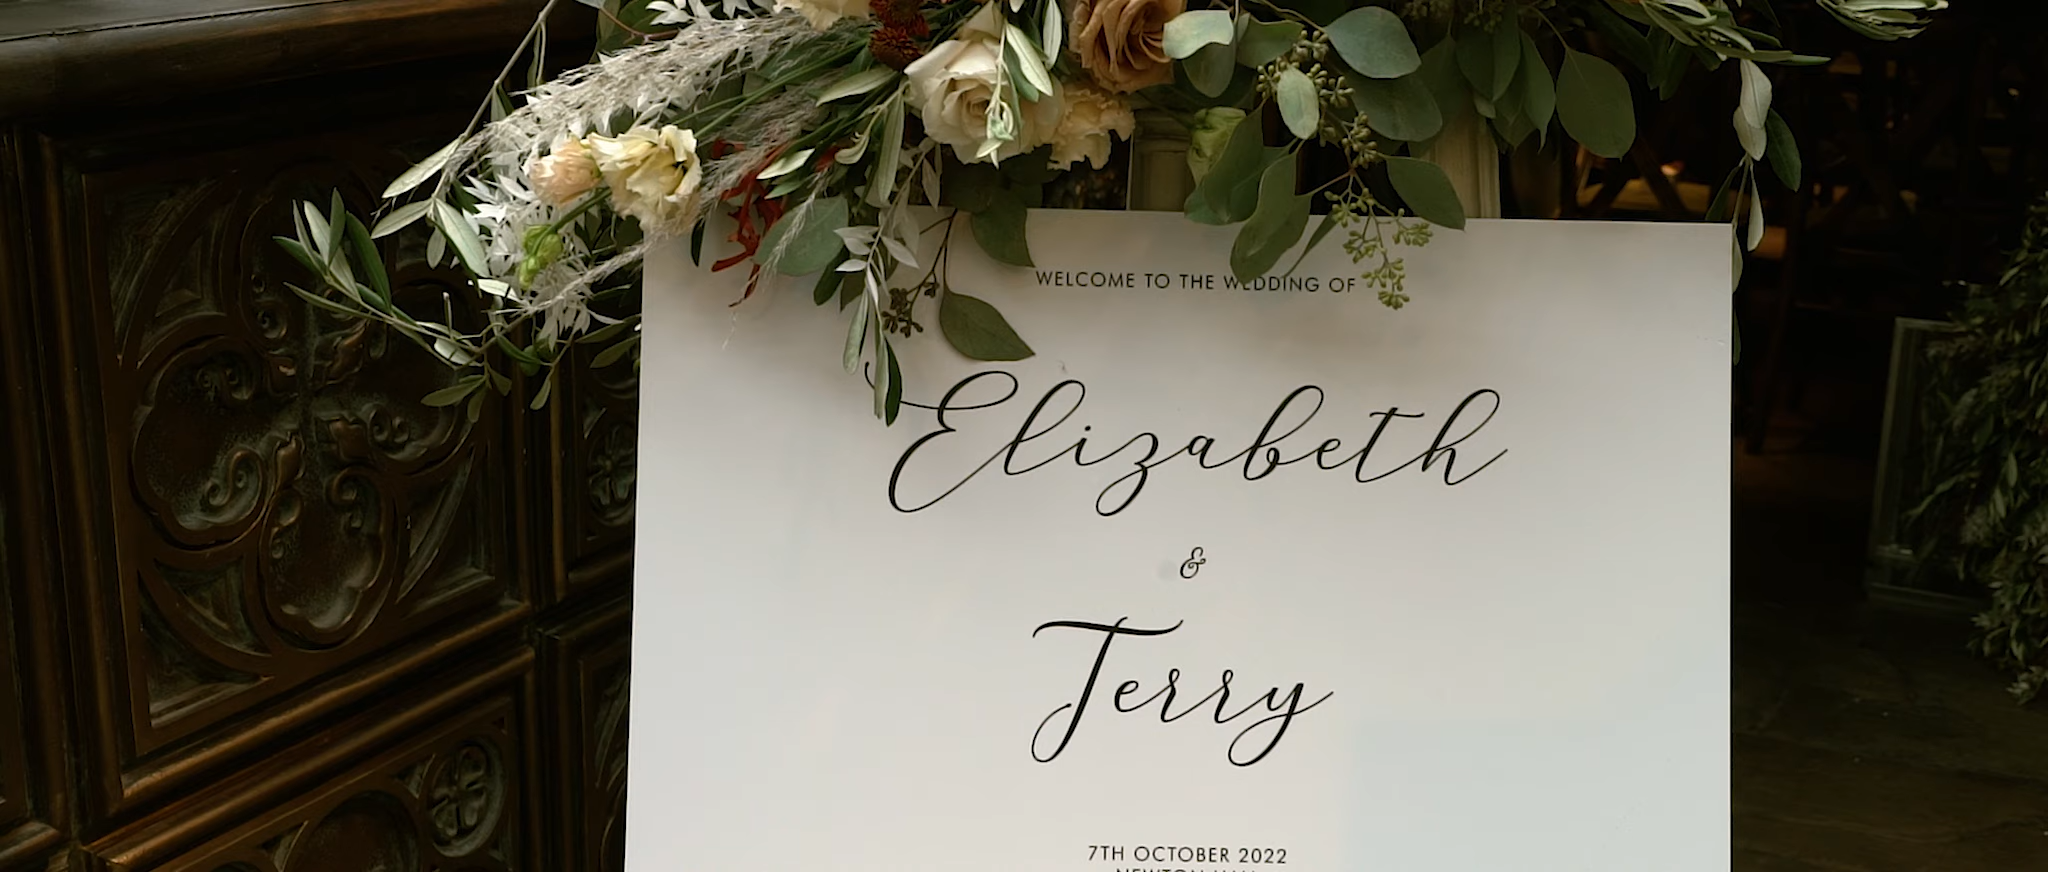 WELCOME TO THE WEDDING OF
Elizabeth
&
Terry
7TH OCTOBER 2022